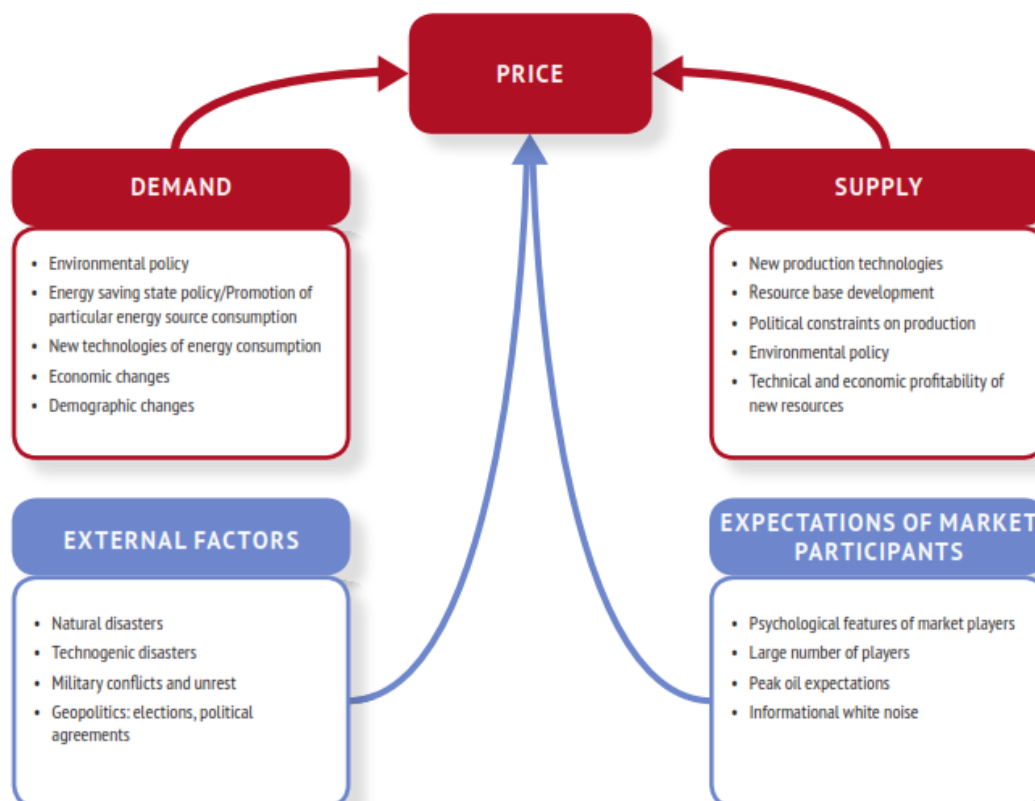 PRICE
DEMAND
• Environmental policy
• Energy saving state policy/Promotion of
particular energy source consumption
• New technologies of energy consumption
• Economic changes
• Demographic changes
SUPPLY
• New production technologies
• Resource base development
• Political constraints on production
• Environmental policy
• Technical and economic profitability of
new resources
EXTERNAL FACTORS
• Natural disasters
• Technogenic disasters
• Military conflicts and unrest
• Geopolitics: elections, political
agreements
EXPECTATIONS OF MARKET
PARTICIPANTS
• Psychological features of market players
• Large number of players
• Peak oil expectations
• Informational white noise